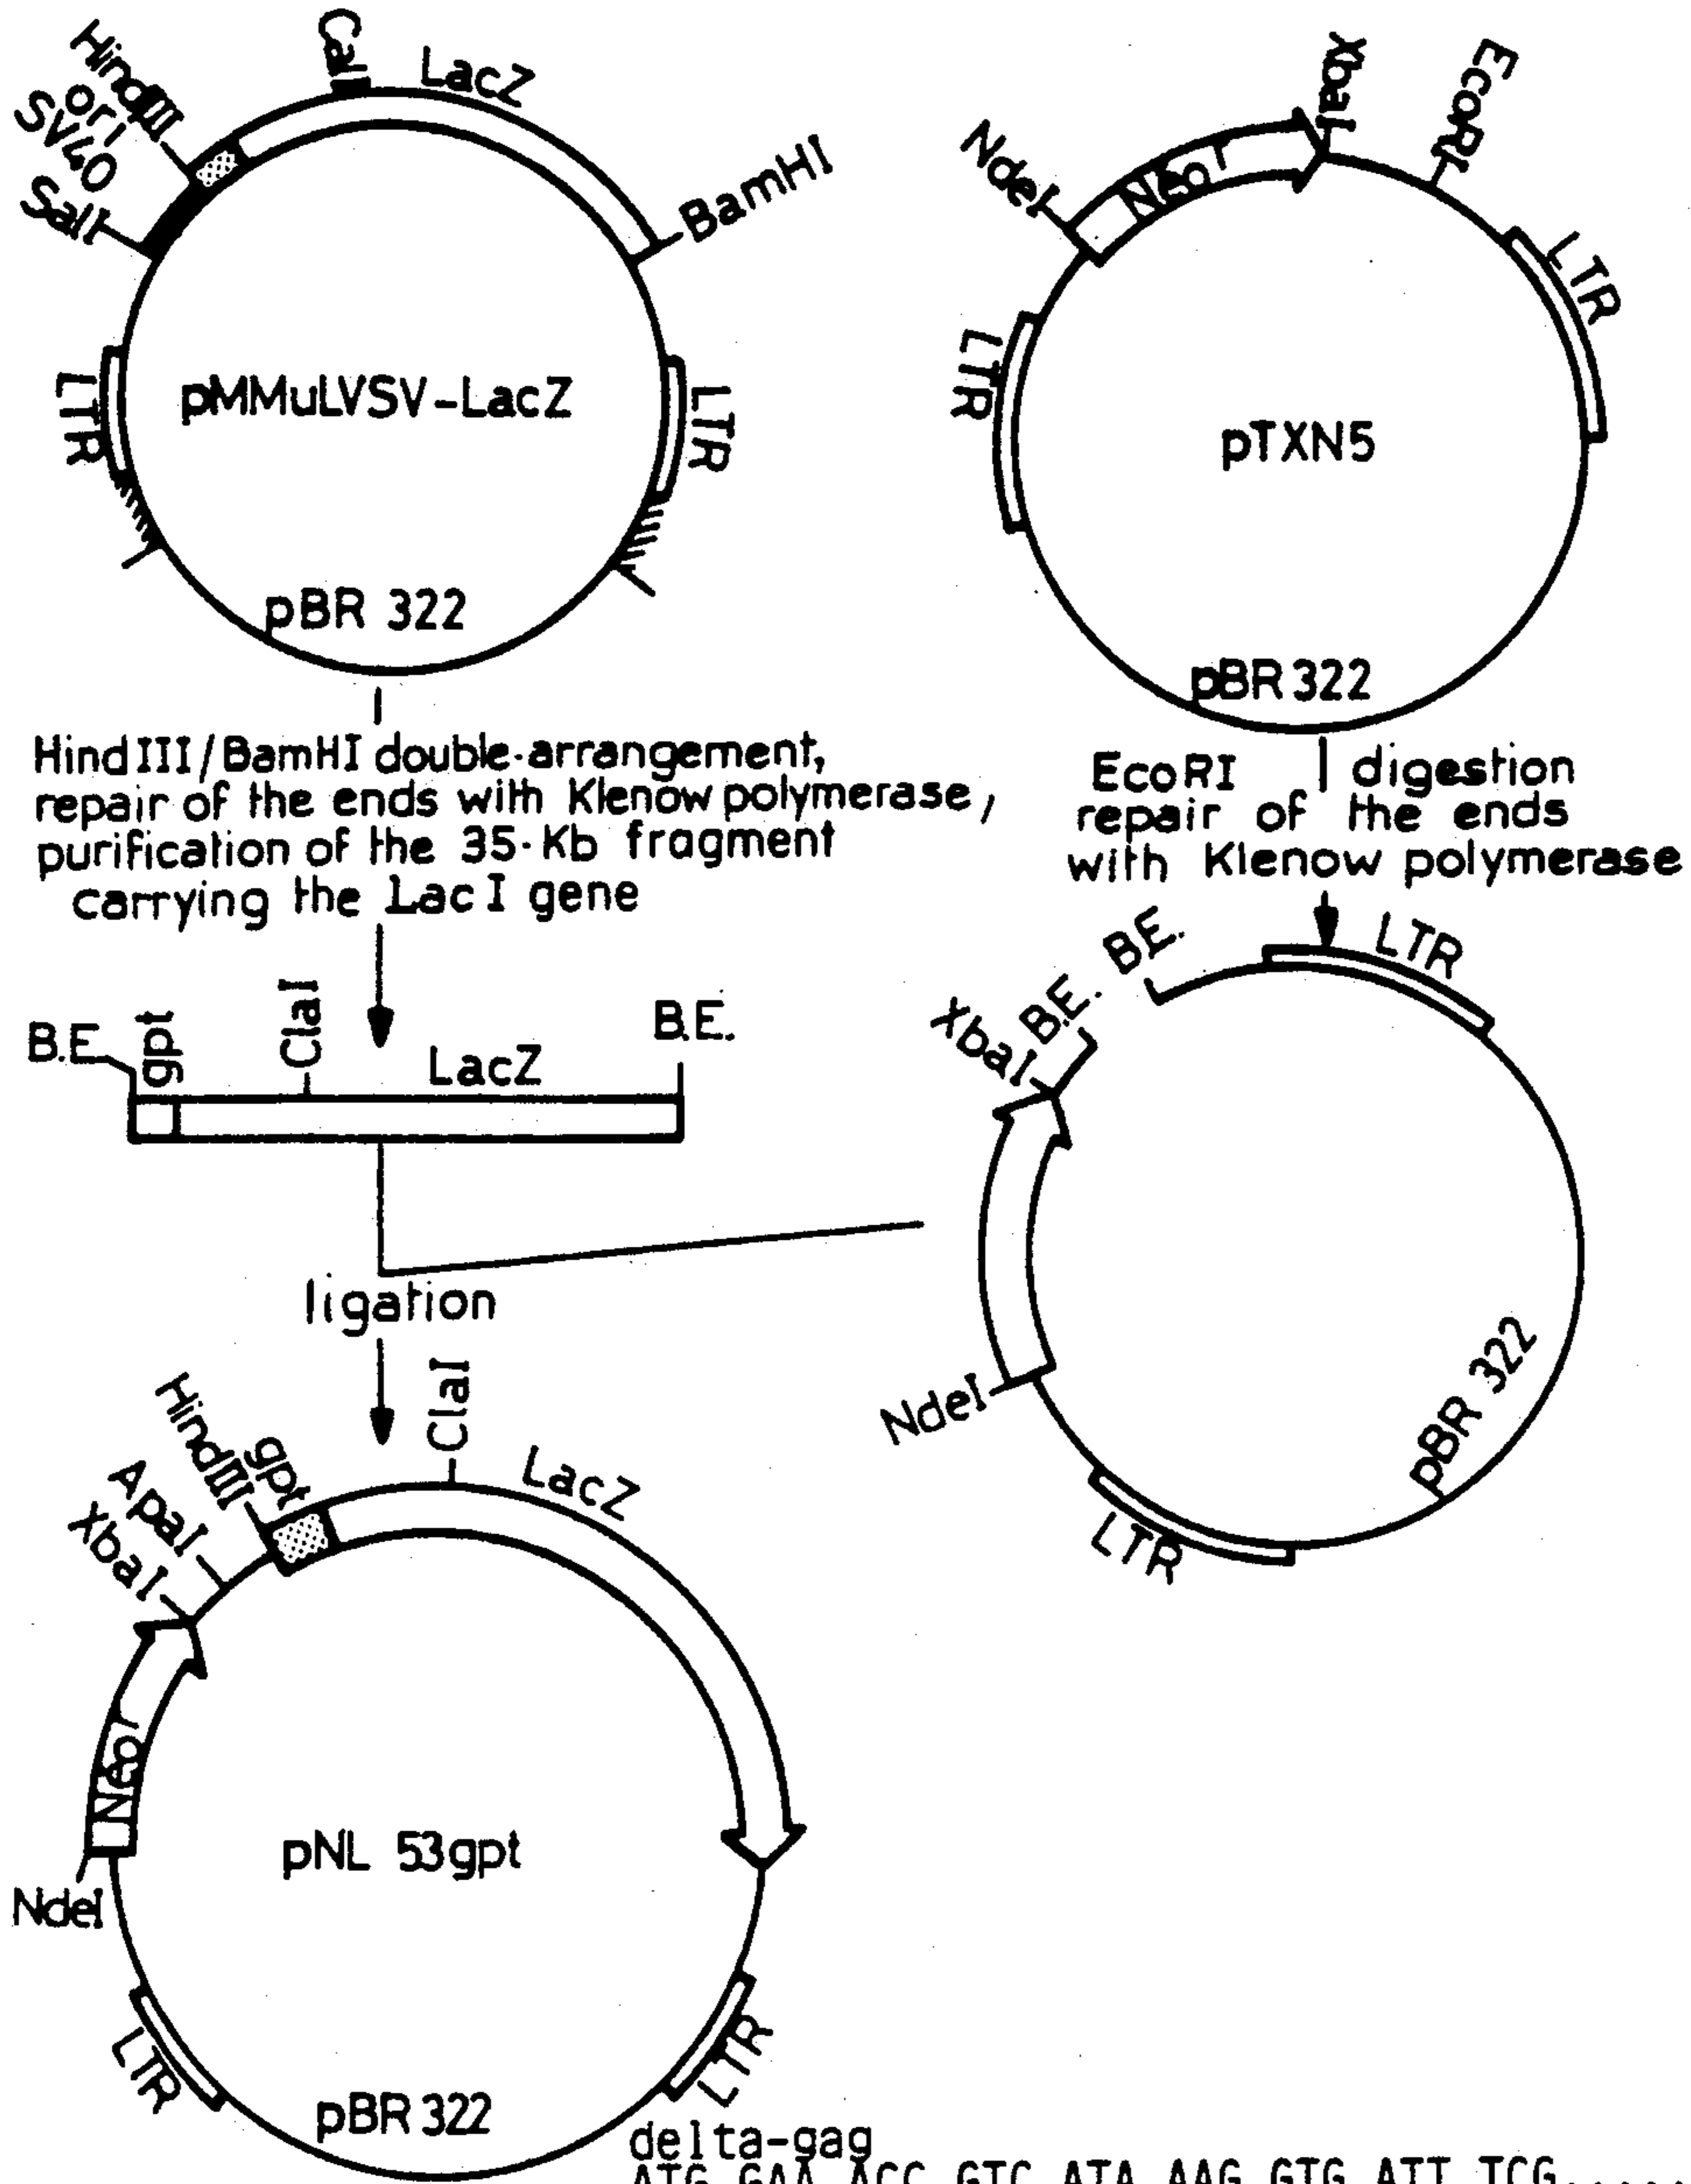 HindIII
ori
SV40
SalI
CalI
LacZ
BamHI
LTR
pMMuLVSV-LacZ
LTR
pBR 322
NdeI
Neor
XbaI
EcoRI
LTR
LTR
pTXN5
pBR 322
HindIII/BamHI double-arrangement,
repair of the ends with Klenow polymerase,
purification of the 35-Kb fragment
carrying the Lac I gene
EcoRI digestion
repair of the ends
with Klenow polymerase
B.E.
gpt
ClaI
LacZ
B.E.
XbaI
B.E.
B.E.
LTR
NdeI
LTR
pBR 322
ligation
XbaI
ApaI
HindIII
gpt
ClaI
LacZ
Neor
NdeI
pNL 53gpt
LTR
LTR
pBR 322
delta-gag
ATG GAA ACC GTC ATA AAG GTG ATT TCG......